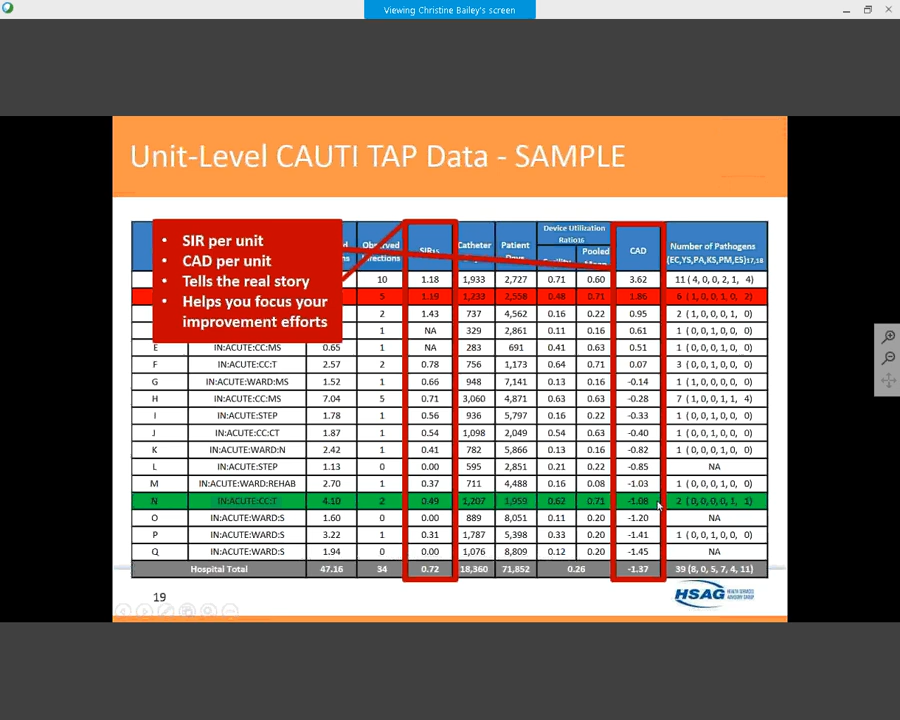 Viewing Christine Bailey's screen
Unit-Level CAUTI TAP Data - SAMPLE
• SIR per unit
• CAD per unit
• Tells the real story
• Helps you focus your
improvement efforts
Observed SIR15 Catheter Patient Days Device Utilization Ratio16 Pooled CAD Number of Pathogens
(EC,YS,PA,KS,PM,ES)17,18
10 1.18 1,933 2,727 0.71 0.60 3.62 11 ( 4, 0, 0, 2, 1, 4)
5 1.19 1,233 2,558 0.48 0.71 1.86 6 ( 1, 0, 0, 1, 0, 2)
2 1.43 737 4,562 0.16 0.22 0.95 2 ( 1, 0, 0, 0, 1, 0)
1 NA 329 2,861 0.11 0.16 0.61 1 ( 0, 0, 1, 0, 0, 0)
E IN:ACUTE:CC:MS 0.65 1 NA 283 691 0.41 0.63 0.51 1 ( 0, 0, 0, 1, 0, 0)
F IN:ACUTE:CC:T 2.57 2 0.78 756 1,173 0.64 0.71 0.07 3 ( 0, 0, 2, 1, 0, 0)
G IN:ACUTE:WARD:MS 1.52 1 0.66 948 7,141 0.13 0.16 -0.14 1 ( 1, 0, 0, 0, 0, 0)
H IN:ACUTE:CC:MS 7.04 5 0.71 3,060 4,871 0.63 0.63 -0.28 7 ( 1, 0, 0, 1, 1, 4)
I IN:ACUTE:STEP 1.78 1 0.56 936 5,797 0.16 0.22 -0.33 1 ( 0, 0, 1, 0, 0, 0)
J IN:ACUTE:CC:CT 1.87 1 0.54 1,098 2,049 0.54 0.63 -0.40 1 ( 0, 0, 1, 0, 0, 0)
K IN:ACUTE:WARD:N 2.42 1 0.41 782 5,866 0.13 0.16 -0.82 1 ( 0, 0, 0, 1, 0, 0)
L IN:ACUTE:STEP 1.13 0 0.00 595 2,851 0.21 0.22 -0.85 NA
M IN:ACUTE:WARD:REHAB 2.70 1 0.37 711 4,488 0.16 0.08 -1.03 1 ( 0, 0, 0, 1, 0, 0)
N IN:ACUTE:CC:T 4.10 2 0.49 1,207 1,959 0.62 0.71 -1.08 2 ( 0, 0, 0, 0, 1, 1)
O IN:ACUTE:WARD:S 1.60 0 0.00 889 8,051 0.11 0.20 -1.20 NA
P IN:ACUTE:WARD:S 3.22 1 0.31 1,787 5,398 0.33 0.20 -1.41 1 ( 0, 0, 1, 0, 0, 0)
Q IN:ACUTE:WARD:S 1.94 0 0.00 1,076 8,809 0.12 0.20 -1.45 NA
Hospital Total 47.16 34 0.72 18,360 71,852 0.26 -1.37 39 (8, 0, 5, 7, 4, 11)
19
HSAG HEALTH SERVICES
ADVISORY GROUP